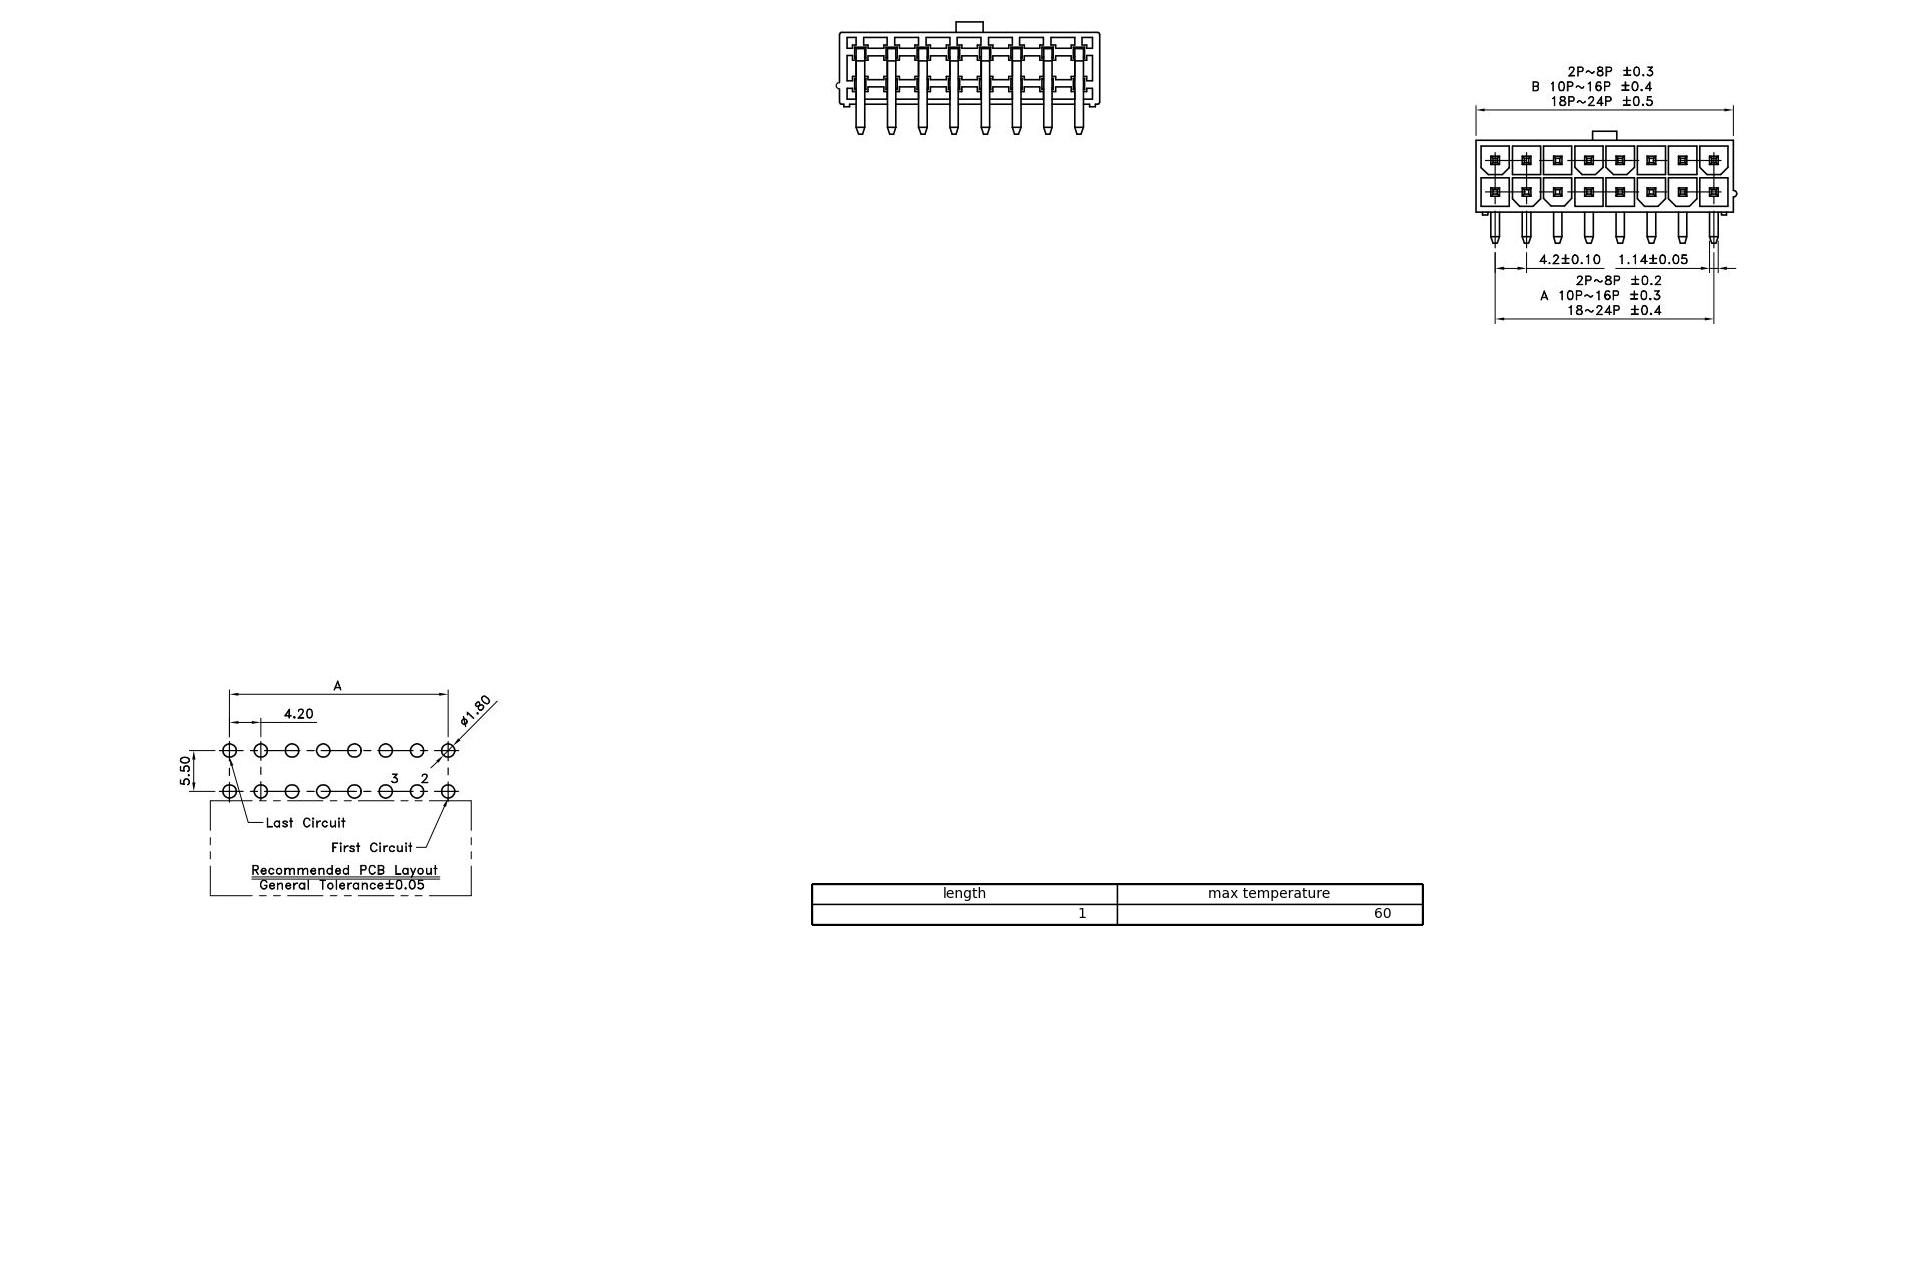 2P~8P ±0.3
B 10P~16P ±0.4
18P~24P ±0.5
4.2±0.10 1.14±0.05
2P~8P ±0.2
A 10P~16P ±0.3
18~24P ±0.4
A
4.20
ø1.80
5.50
3 2
Last Circuit
First Circuit
Recommended PCB Layout
General Tolerance±0.05
length max temperature
1 60